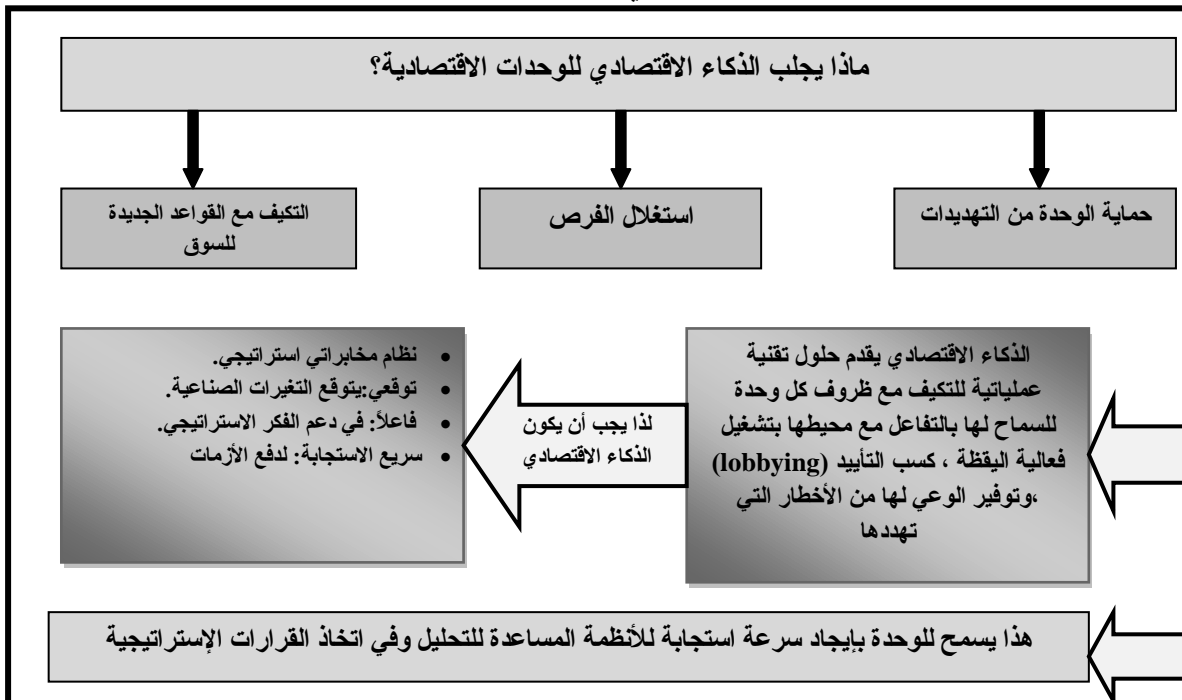 ماذا يجلب الذكاء الاقتصادي للوحدات الاقتصادية؟
حماية الوحدة من التهديدات
استغلال الفرص
التكيف مع القواعد الجديدة
للسوق
الذكاء الاقتصادي يقدم حلول تقنية
عملياتية للتكيف مع ظروف كل وحدة
للسماح لها بالتفاعل مع محيطها بتشغيل
فعالية اليقظة ، كسب التأييد (lobbying)
،وتوفير الوعي لها من الأخطار التي
تهددها
لذا يجب أن يكون
الذكاء الاقتصادي
• نظام مخابراتي استراتيجي.
• توقعي:يتوقع التغيرات الصناعية.
• فاعلاً: في دعم الفكر الاستراتيجي.
• سريع الاستجابة: لدفع الأزمات
هذا يسمح للوحدة بإيجاد سرعة استجابة للأنظمة المساعدة للتحليل وفي اتخاذ القرارات الإستراتيجية